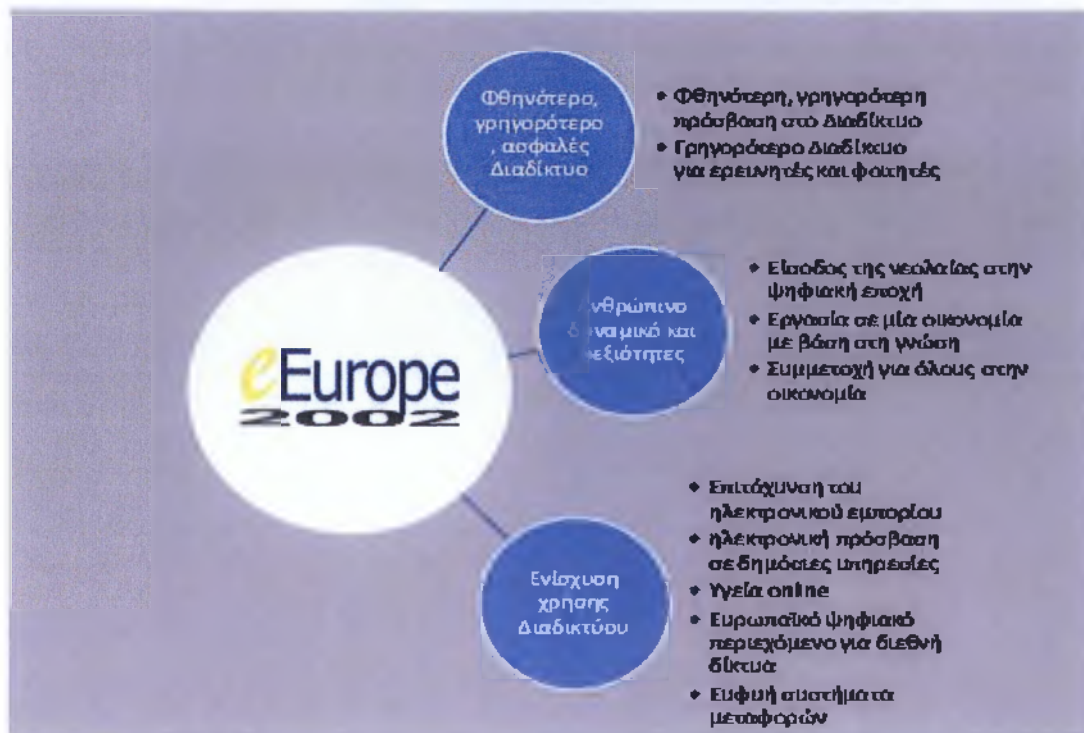 Φθηνότερο,
γρηγορότερο
, ασφαλές
Διαδίκτυο
• Φθηνότερη, γρηγορότερη
πρόσβαση στο Διαδίκτυο
• Γρηγορότερο Διαδίκτυο
για ερευνητές και φοιτητές
Ανθρώπινο
δυναμικό και
δεξιότητες
• Είσοδος της νεολαίας στην
ψηφιακή εποχή
• Εργασία σε μία οικονομία
με βάση στη γνώση
• Συμμετοχή για όλους στην
οικονομία
eEurope
2002
Ενίσχυση
χρησης
Διαδικτύου
• Επιτάχυνση του
ηλεκτρονικού εμπορίου
• ηλεκτρονική πρόσβαση
σε δημόσιες υπηρεσίες
• Υγεία online
• Ευρωπαϊκό ψηφιακό
περιεχόμενο για διεθνή
δίκτυα
• Ευφυή συστήματα
μεταφορών